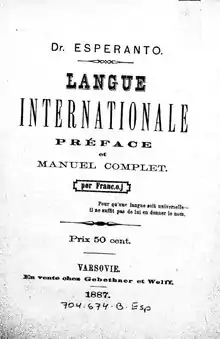 Dr. ESPERANTO.
LANGUE
INTERNATIONALE
PRÉFACE
et
MANUEL COMPLET.
(por Franc.o.j)
Pour qu'une langue soit universelle—
il ne suffit pas de lui en donner le nom.
Prix 50 cent.
VARSOVIE.
En vente chez Gebethner et Wolff.
1887.
704.674-B.Esp